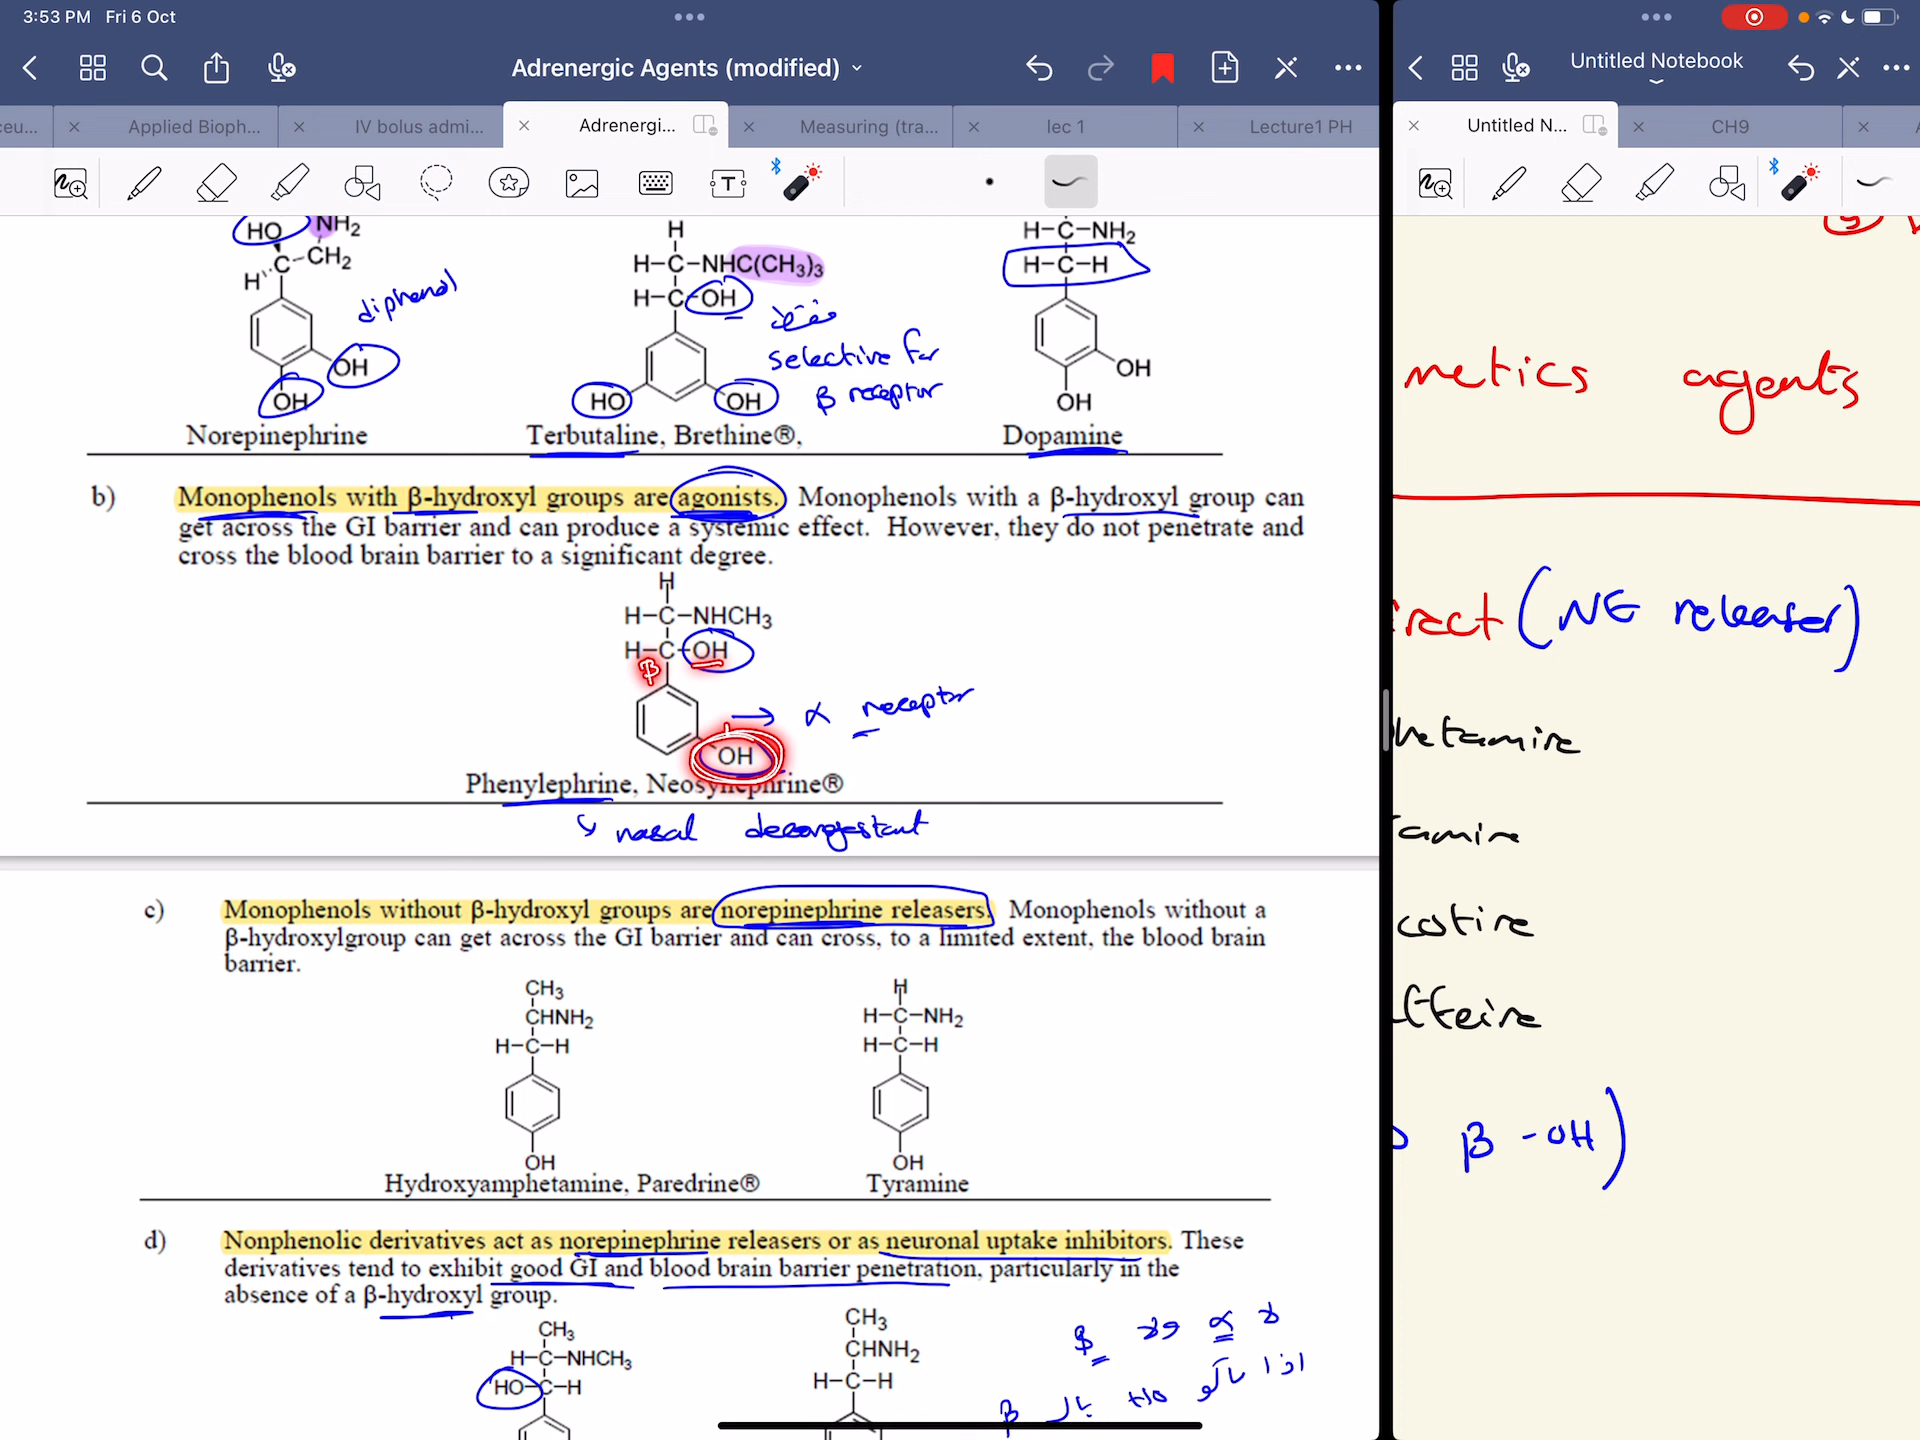 3:53 PM Fri 6 Oct
Adrenergic Agents (modified)
Untitled Notebook
ceu...
Applied Bioph...
IV bolus admi...
Adrenergi...
Measuring (tra...
lec 1
Lecture1 PH
Untitled N...
CH9
HO NH₂
C CH₂
H
OH
OH
diphenol
Norepinephrine
H
H-C-NHC(CH₃)₃
H-C-OH
HO OH
selective for
β receptor
Terbutaline, Brethine®,
H-C-NH₂
H-C-H
OH
OH
Dopamine
b) Monophenols with β-hydroxyl groups are agonists. Monophenols with a β-hydroxyl group can
get across the GI barrier and can produce a systemic effect. However, they do not penetrate and
cross the blood brain barrier to a significant degree.
H
H-C-NHCH₃
H-C-OH
β
→ α receptor
OH
Phenylephrine, Neosynephrine®
nasal decongestant
c) Monophenols without β-hydroxyl groups are norepinephrine releasers. Monophenols without a
β-hydroxylgroup can get across the GI barrier and can cross, to a limited extent, the blood brain
barrier.
CH₃
CHNH₂
H-C-H
OH
Hydroxyamphetamine, Paredrine®
H
H-C-NH₂
H-C-H
OH
Tyramine
d) Nonphenolic derivatives act as norepinephrine releasers or as neuronal uptake inhibitors. These
derivatives tend to exhibit good GI and blood brain barrier penetration, particularly in the
absence of a β-hydroxyl group.
CH₃
H-C-NHCH₃
HO-C-H
CH₃
CHNH₂
H-C-H
α
اذا
β
metics agents
irect (NE releaser)
hetamine
amine
cotine
ffeine
β -OH)